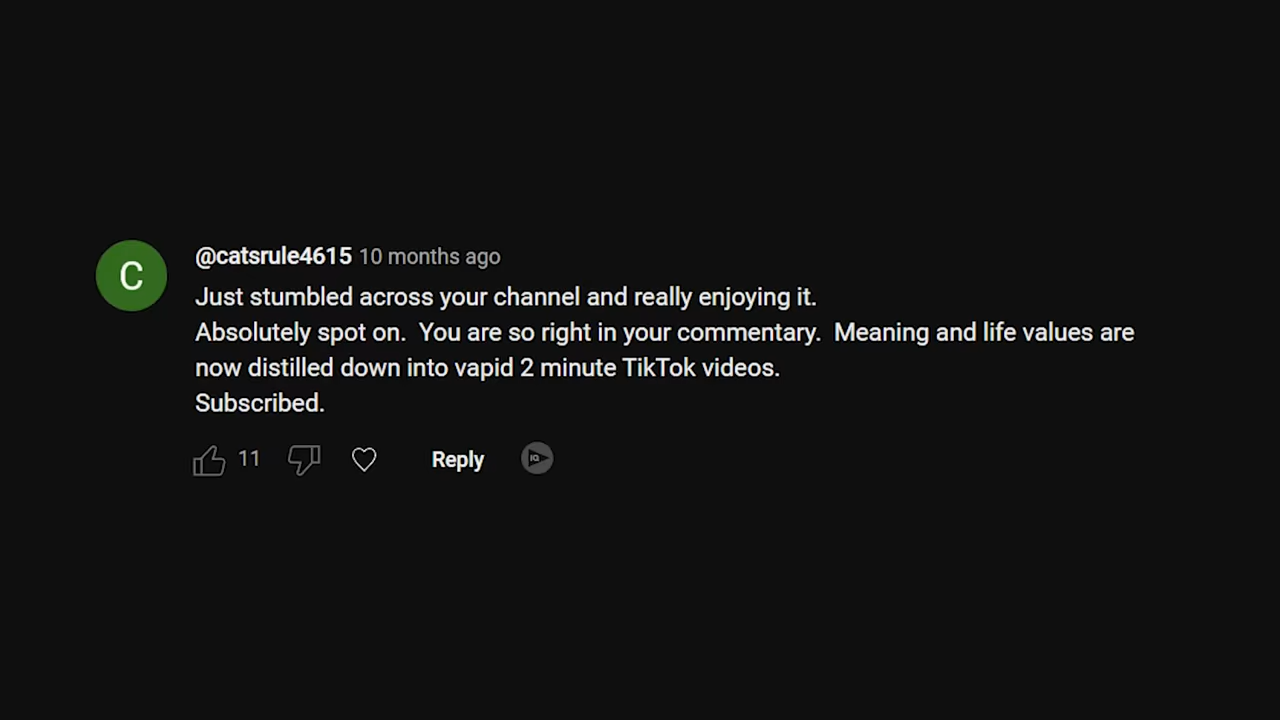 C
@catsrule4615 10 months ago
Just stumbled across your channel and really enjoying it.
Absolutely spot on.  You are so right in your commentary.  Meaning and life values are
now distilled down into vapid 2 minute TikTok videos.
Subscribed.
11 Reply IQ